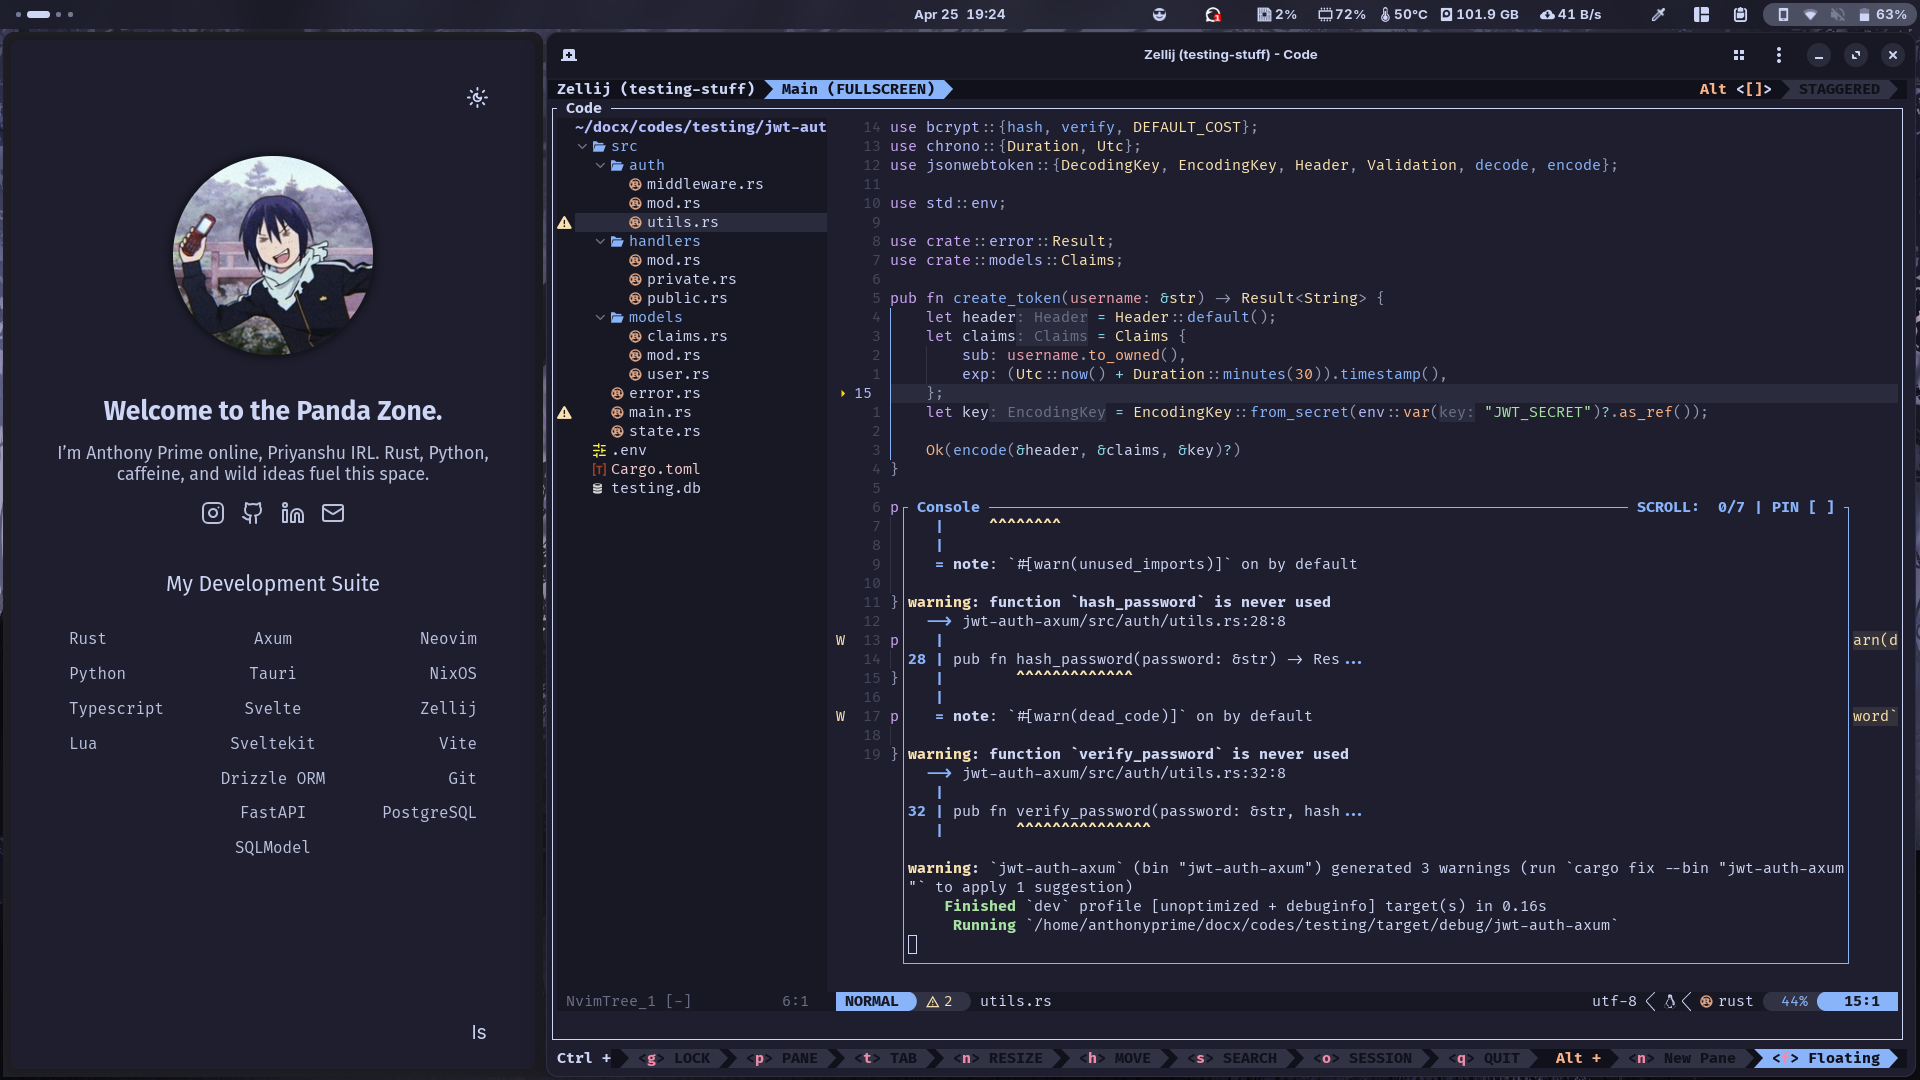 Apr 25 19:24
2% 72% 50°C 101.9 GB 41 B/s 63%
Welcome to the Panda Zone.
I’m Anthony Prime online, Priyanshu IRL. Rust, Python,
caffeine, and wild ideas fuel this space.
My Development Suite
Rust Axum Neovim
Python Tauri NixOS
Typescript Svelte Zellij
Lua Sveltekit Vite
Drizzle ORM Git
FastAPI PostgreSQL
SQLModel
ls
Zellij (testing-stuff) - Code
Zellij (testing-stuff) Main (FULLSCREEN) Alt <[]> STAGGERED
Code
~/docx/codes/testing/jwt-aut
src
auth
middleware.rs
mod.rs
utils.rs
handlers
mod.rs
private.rs
public.rs
models
claims.rs
mod.rs
user.rs
error.rs
main.rs
state.rs
.env
Cargo.toml
testing.db
NvimTree_1 [-] 6:1
14 use bcrypt::{hash, verify, DEFAULT_COST};
13 use chrono::{Duration, Utc};
12 use jsonwebtoken::{DecodingKey, EncodingKey, Header, Validation, decode, encode};
11
10 use std::env;
9
8 use crate::error::Result;
7 use crate::models::Claims;
6
5 pub fn create_token(username: &str) -> Result<String> {
4 let header: Header = Header::default();
3 let claims: Claims = Claims {
2 sub: username.to_owned(),
1 exp: (Utc::now() + Duration::minutes(30)).timestamp(),
15 };
1 let key: EncodingKey = EncodingKey::from_secret(env::var(key: "JWT_SECRET")?.as_ref());
2
3 Ok(encode(&header, &claims, &key)?)
4 }
5
6 p
7
8
9
10
11 }
12
W 13 p arn(d
14
15 }
16
W 17 p word`
18
19 }
Console SCROLL: 0/7 | PIN [ ]
| ^^^^^^^^
|
= note: `#[warn(unused_imports)]` on by default
warning: function `hash_password` is never used
--> jwt-auth-axum/src/auth/utils.rs:28:8
|
28 | pub fn hash_password(password: &str) -> Res...
| ^^^^^^^^^^^^^
|
= note: `#[warn(dead_code)]` on by default
warning: function `verify_password` is never used
--> jwt-auth-axum/src/auth/utils.rs:32:8
|
32 | pub fn verify_password(password: &str, hash...
| ^^^^^^^^^^^^^^^
warning: `jwt-auth-axum` (bin "jwt-auth-axum") generated 3 warnings (run `cargo fix --bin "jwt-auth-axum
"` to apply 1 suggestion)
Finished `dev` profile [unoptimized + debuginfo] target(s) in 0.16s
Running `/home/anthonyprime/docx/codes/testing/target/debug/jwt-auth-axum`
NORMAL 2 utils.rs utf-8 rust 44% 15:1
Ctrl + <g> LOCK <p> PANE <t> TAB <n> RESIZE <h> MOVE <s> SEARCH <o> SESSION <q> QUIT Alt + <n> New Pane <f> Floating